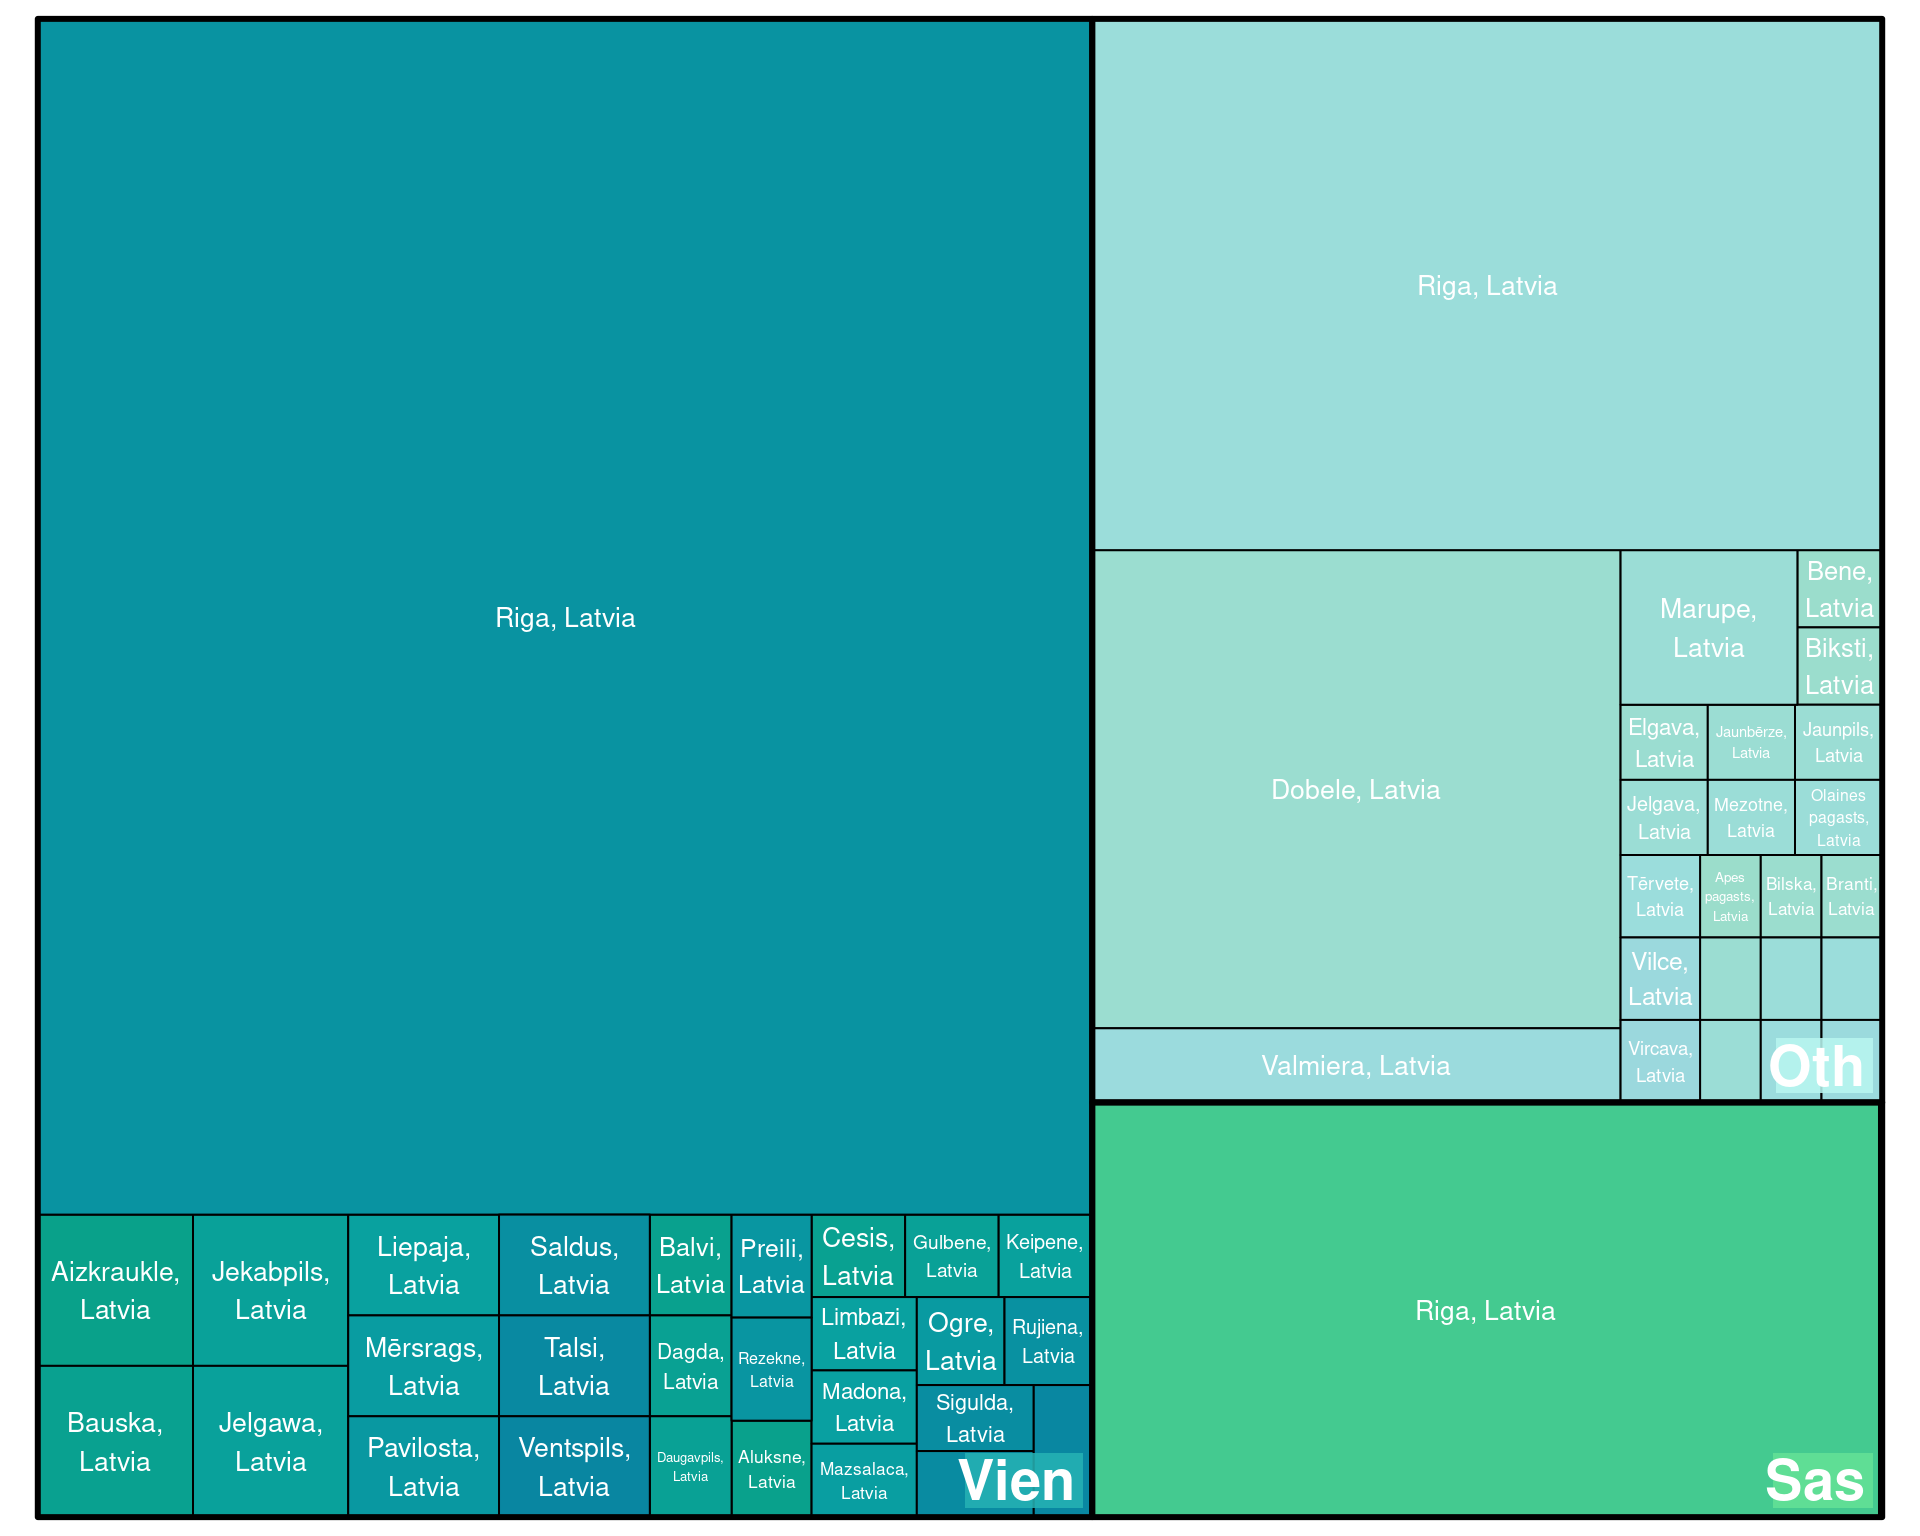 Riga, Latvia
Aizkraukle,
Latvia
Bauska,
Latvia
Jekabpils,
Latvia
Jelgawa,
Latvia
Liepaja,
Latvia
Mērsrags,
Latvia
Pavilosta,
Latvia
Saldus,
Latvia
Talsi,
Latvia
Ventspils,
Latvia
Balvi,
Latvia
Dagda,
Latvia
Daugavpils,
Latvia
Preili,
Latvia
Rezekne,
Latvia
Aluksne,
Latvia
Cesis,
Latvia
Gulbene,
Latvia
Keipene,
Latvia
Limbazi,
Latvia
Madona,
Latvia
Mazsalaca,
Latvia
Ogre,
Latvia
Rujiena,
Latvia
Sigulda,
Latvia
Vien
Riga, Latvia
Dobele, Latvia
Valmiera, Latvia
Marupe,
Latvia
Bene,
Latvia
Biksti,
Latvia
Elgava,
Latvia
Jaunbērze,
Latvia
Jaunpils,
Latvia
Jelgava,
Latvia
Mezotne,
Latvia
Olaines
pagasts,
Latvia
Tērvete,
Latvia
Apes
pagasts,
Latvia
Bilska,
Latvia
Branti,
Latvia
Vilce,
Latvia
Vircava,
Latvia
Oth
Riga, Latvia
Sas